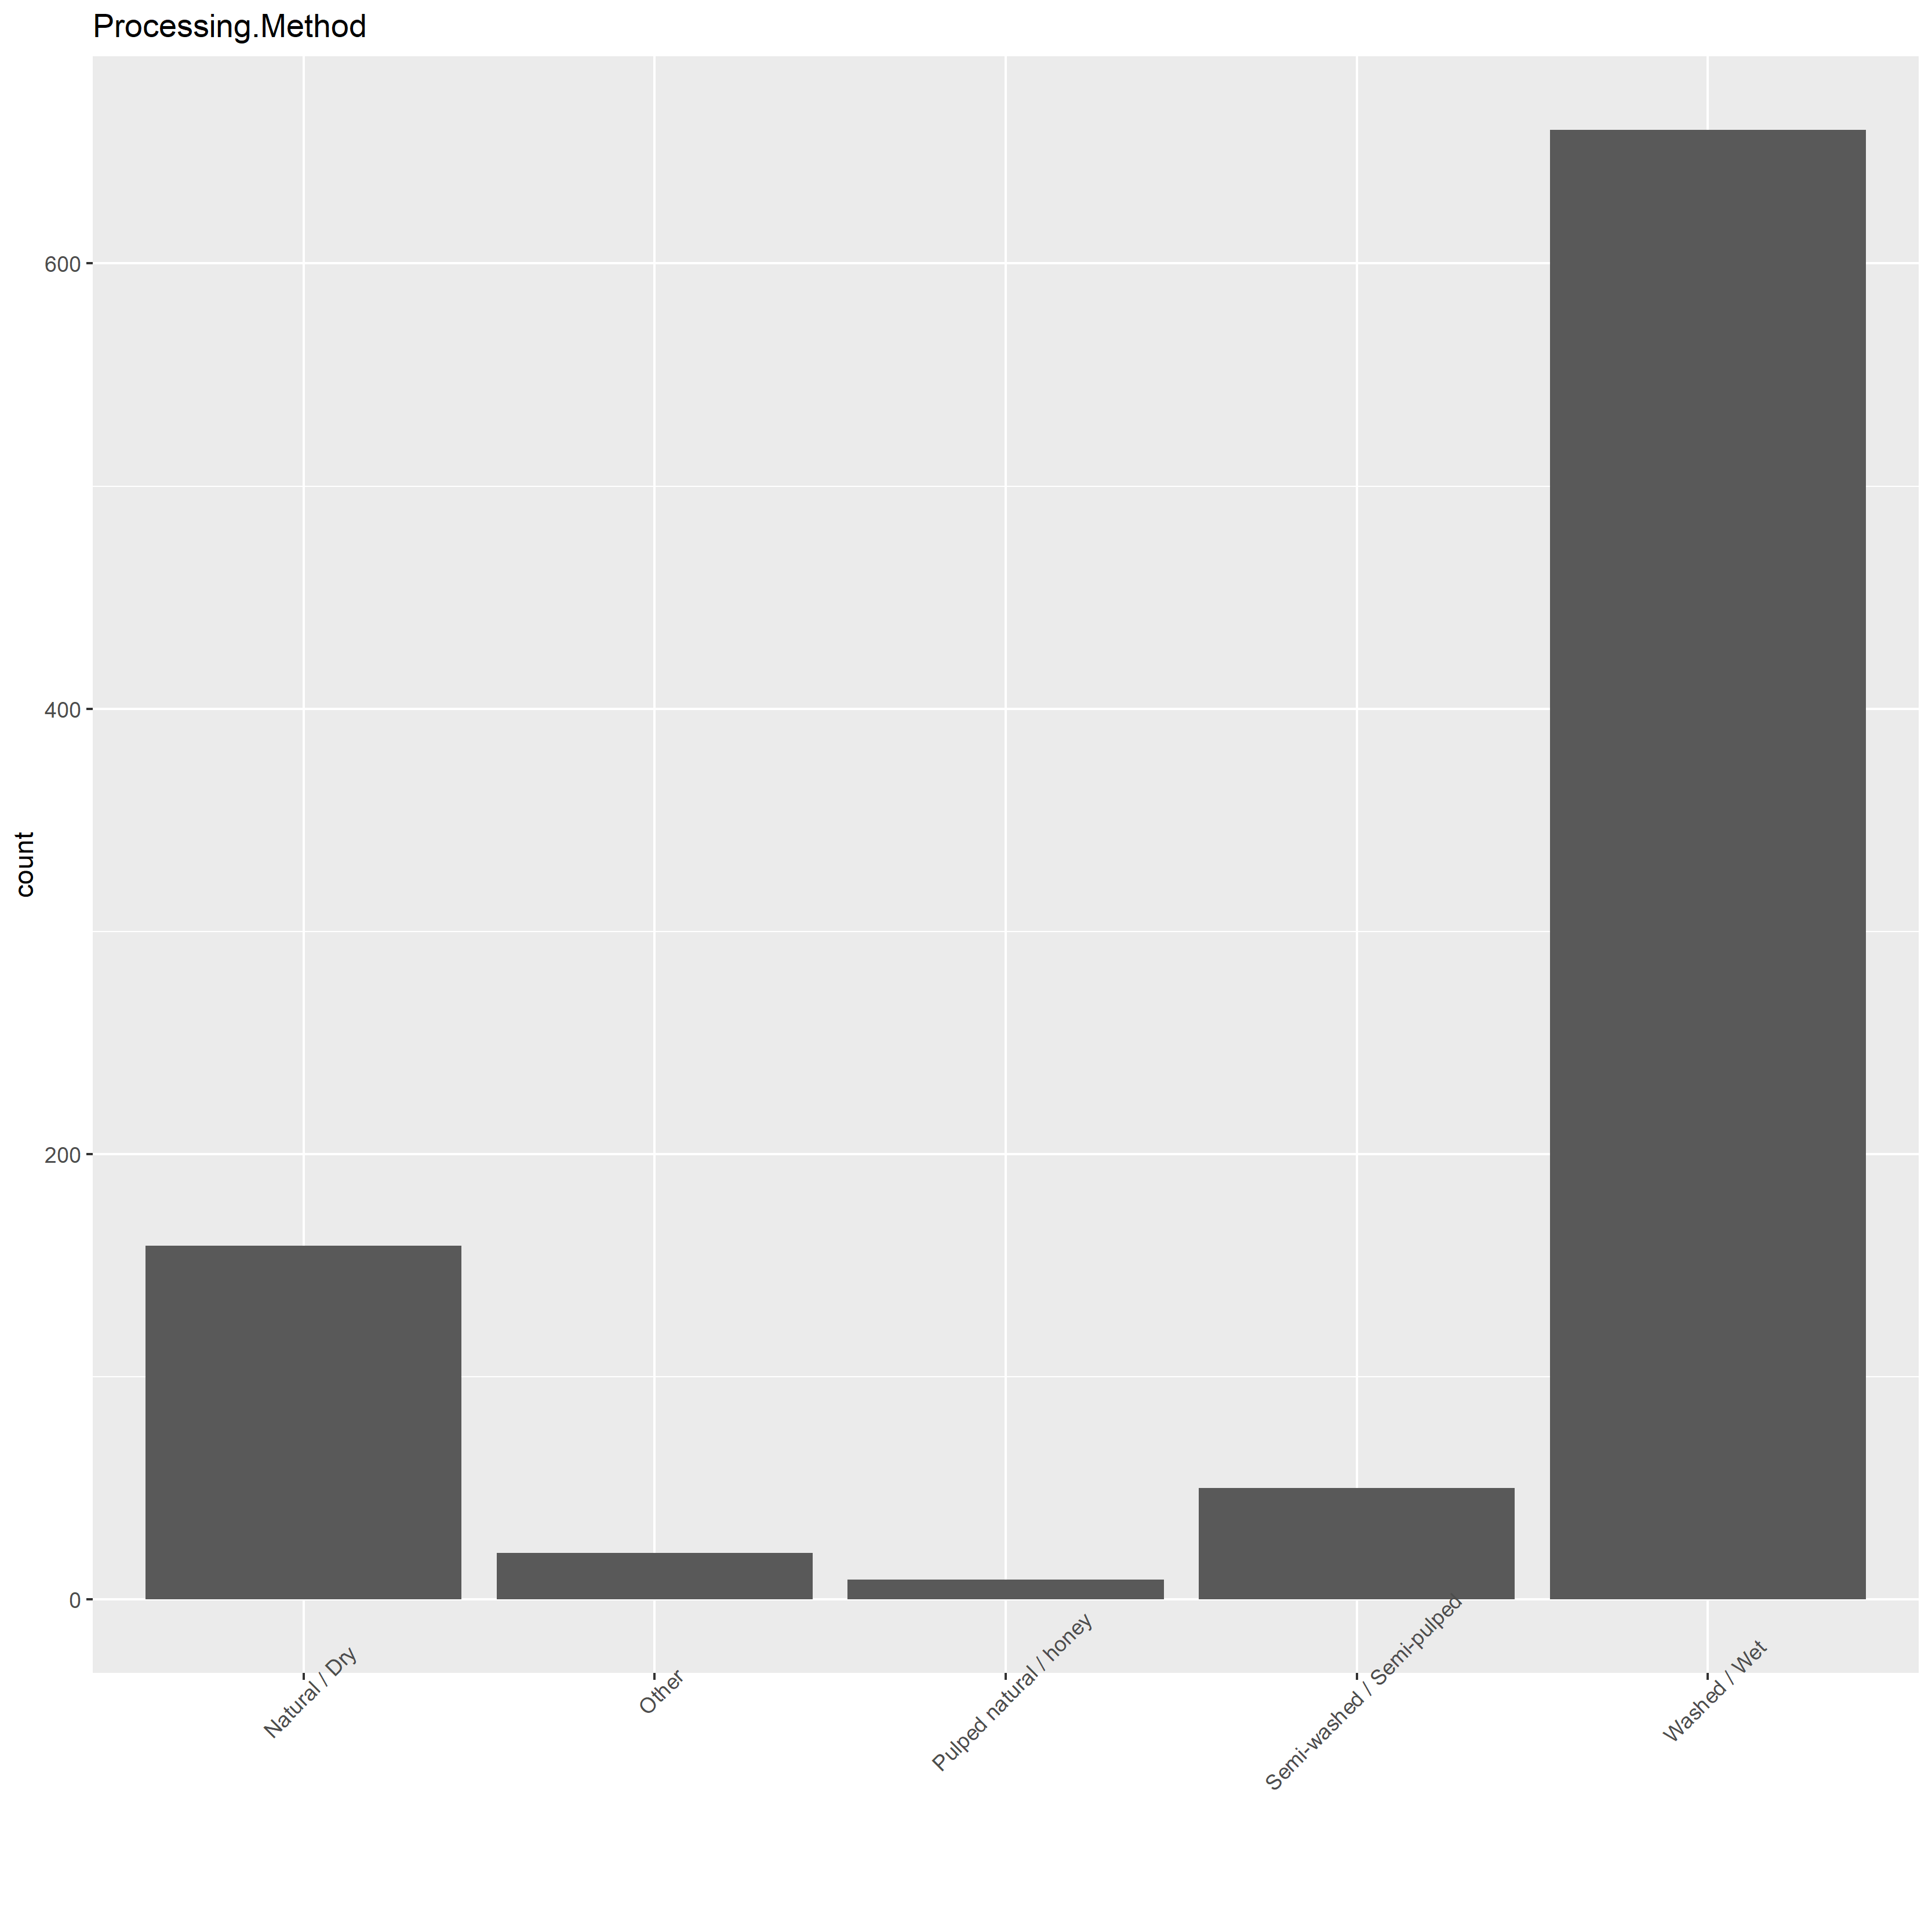 Processing.Method
count
600
400
200
0
Natural / Dry
Other
Pulped natural / honey
Semi-washed / Semi-pulped
Washed / Wet